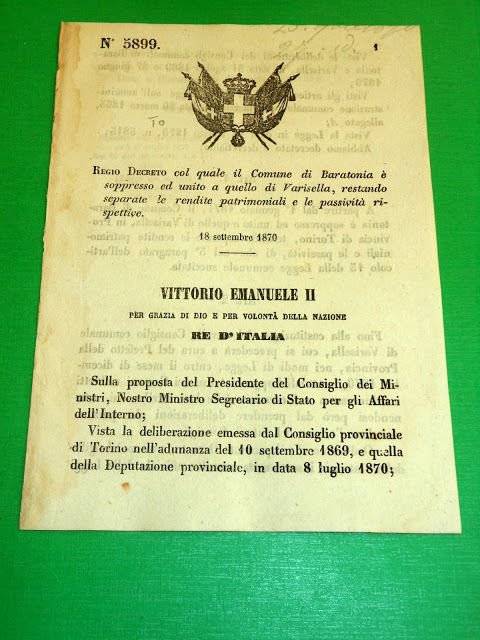 N° 5899.
1
TO
REGIO DECRETO col quale il Comune di Baratonia è
soppresso ed unito a quello di Varisella, restando
separate le rendite patrimoniali e le passività ri-
spettive.
18 settembre 1870
VITTORIO EMANUELE II
PER GRAZIA DI DIO E PER VOLONTÀ DELLA NAZIONE
RE D'ITALIA
Sulla proposta del Presidente del Consiglio dei Mi-
nistri, Nostro Ministro Segretario di Stato per gli Affari
dell'Interno;
Vista la deliberazione emessa dal Consiglio provinciale
di Torino nell'adunanza del 10 settembre 1869, e quella
della Deputazione provinciale, in data 8 luglio 1870;